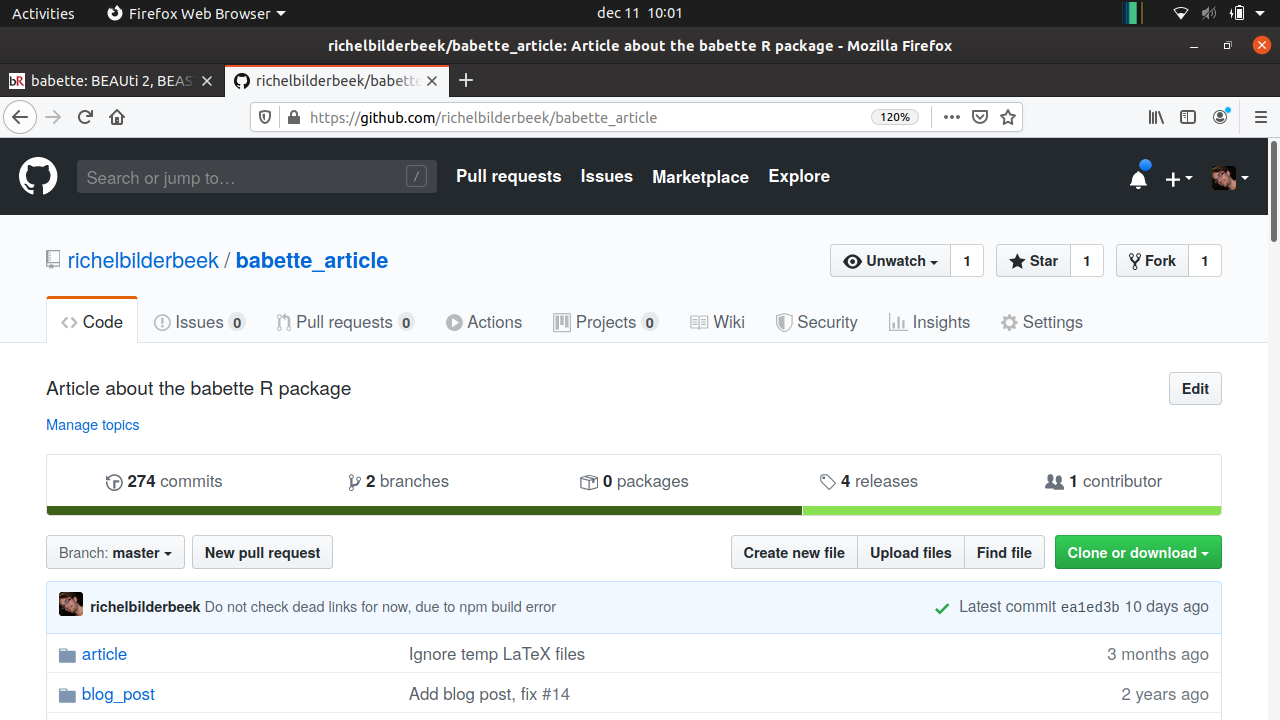 Activities Firefox Web Browser dec 11 10:01
richelbilderbeek/babette_article: Article about the babette R package - Mozilla Firefox
bR babette: BEAUti 2, BEAS richelbilderbeek/babette
https://github.com/richelbilderbeek/babette_article 120%
Search or jump to… / Pull requests Issues Marketplace Explore
richelbilderbeek / babette_article Unwatch 1 Star 1 Fork 1
Code Issues 0 Pull requests 0 Actions Projects 0 Wiki Security Insights Settings
Article about the babette R package Edit
Manage topics
274 commits 2 branches 0 packages 4 releases 1 contributor
Branch: master New pull request Create new file Upload files Find file Clone or download
richelbilderbeek Do not check dead links for now, due to npm build error Latest commit ea1ed3b 10 days ago
article Ignore temp LaTeX files 3 months ago
blog_post Add blog post, fix #14 2 years ago